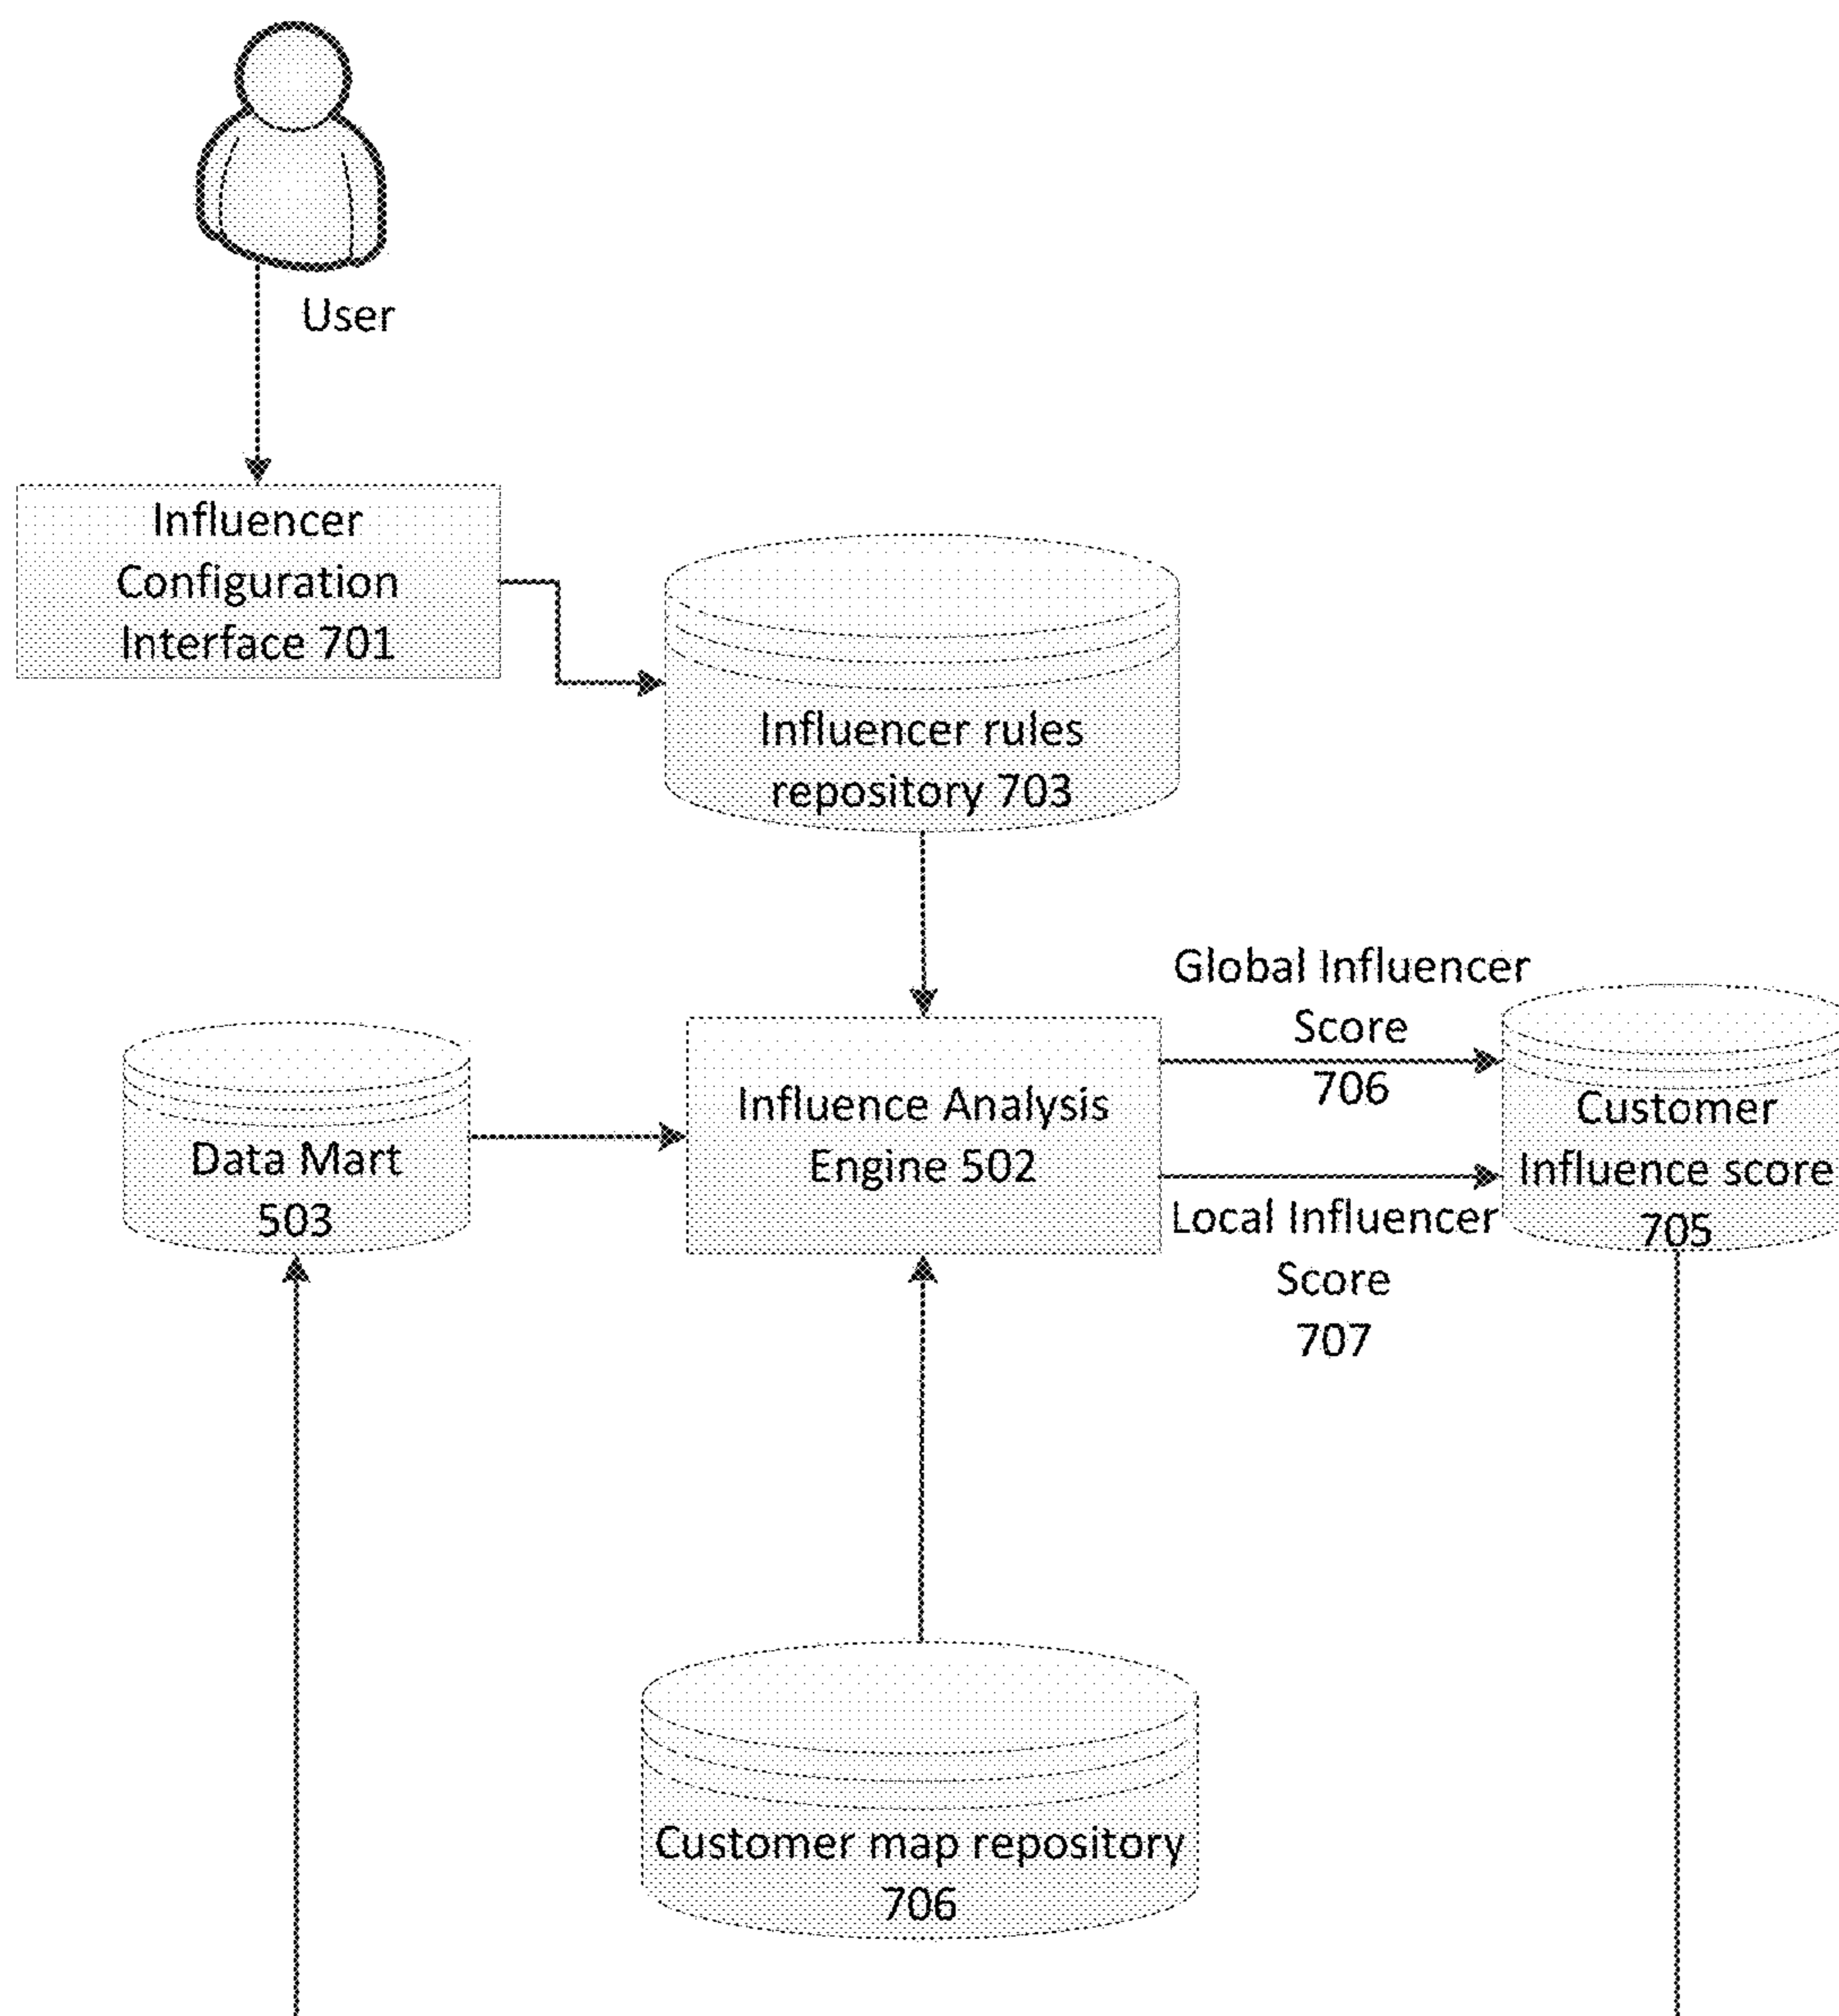 User
Influencer
Configuration
Interface 701
Influencer rules
repository 703
Global Influencer
Score
706
Data Mart
503
Influence Analysis
Engine 502
Customer
Influence score
705
Local Influencer
Score
707
Customer map repository
706